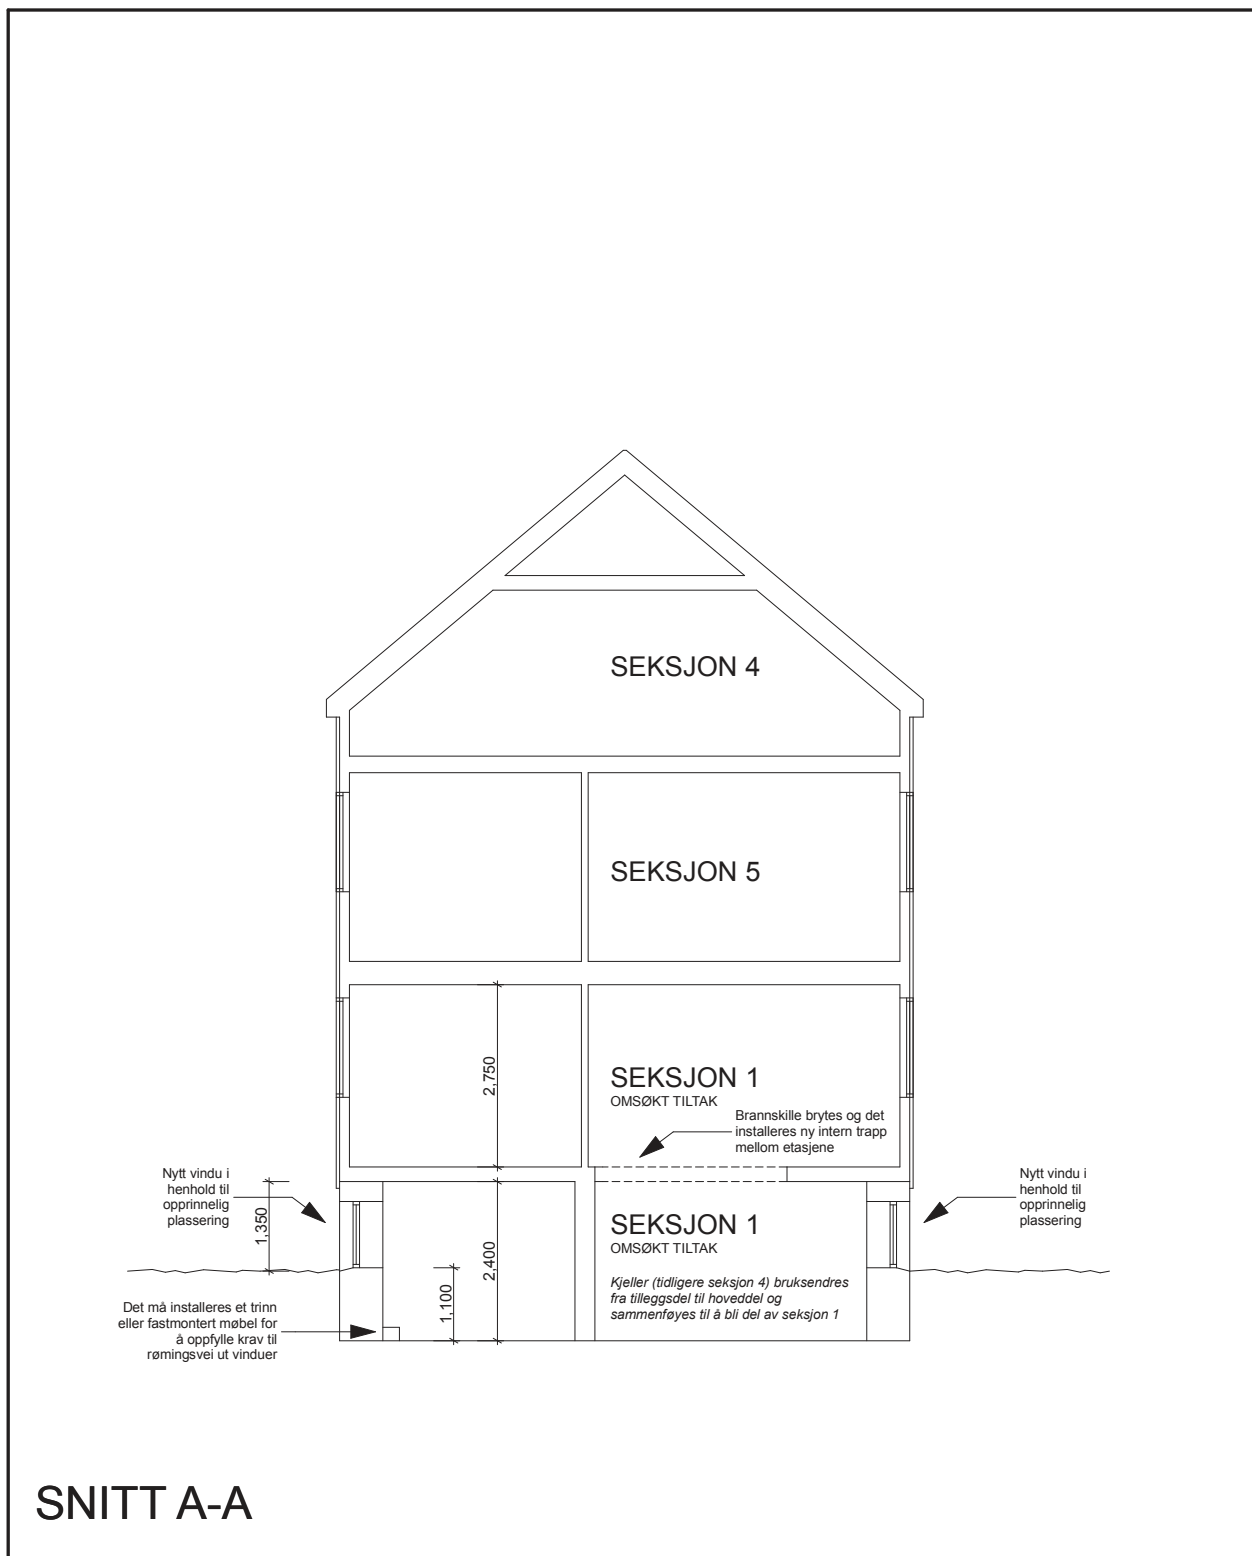 SEKSJON 4
SEKSJON 5
2,750
SEKSJON 1
OMSØKT TILTAK
Brannskille brytes og det
installeres ny intern trapp
mellom etasjene
Nytt vindu i
henhold til
opprinnelig
plassering
1,350
2,400
1,100
SEKSJON 1
OMSØKT TILTAK
Kjeller (tidligere seksjon 4) bruksendres
fra tilleggsdel til hoveddel og
sammenføyes til å bli del av seksjon 1
Nytt vindu i
henhold til
opprinnelig
plassering
Det må installeres et trinn
eller fastmontert møbel for
å oppfylle krav til
rømingsvei ut vinduer
SNITT A-A